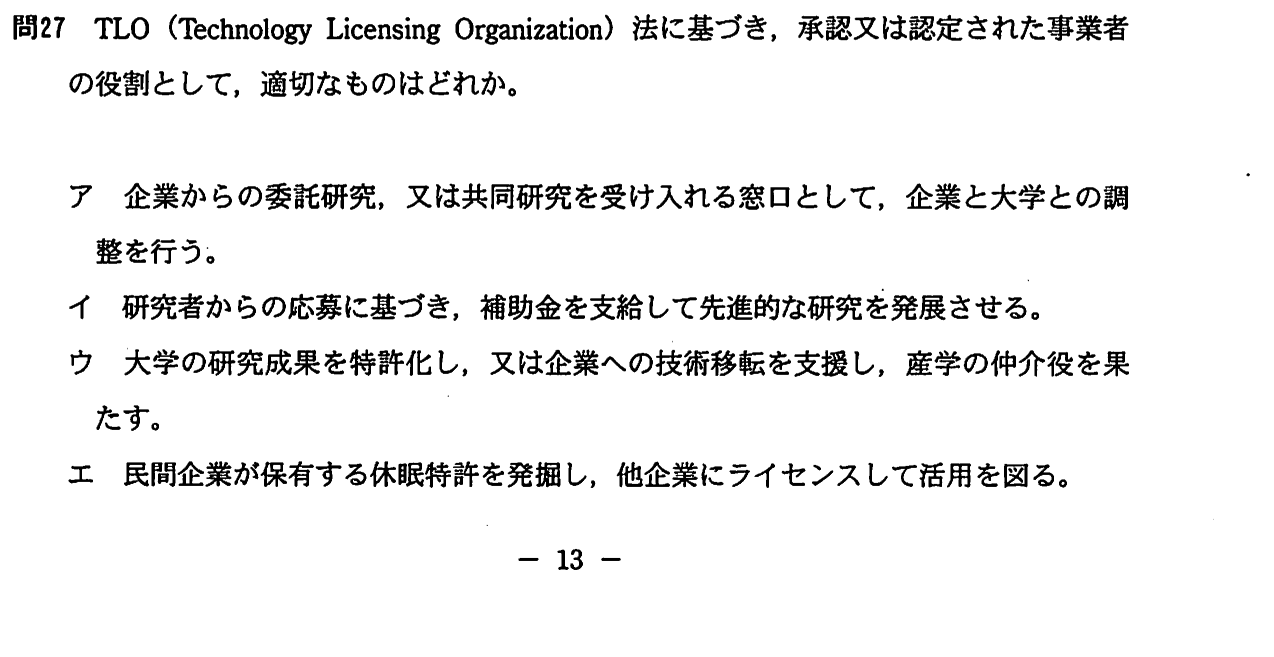 問27 TLO（Technology Licensing Organization）法に基づき，承認又は認定された事業者
の役割として，適切なものはどれか。
ア 企業からの委託研究，又は共同研究を受け入れる窓口として，企業と大学との調
整を行う。
イ 研究者からの応募に基づき，補助金を支給して先進的な研究を発展させる。
ウ 大学の研究成果を特許化し，又は企業への技術移転を支援し，産学の仲介役を果
たす。
エ 民間企業が保有する休眠特許を発掘し，他企業にライセンスして活用を図る。
－ 13 －